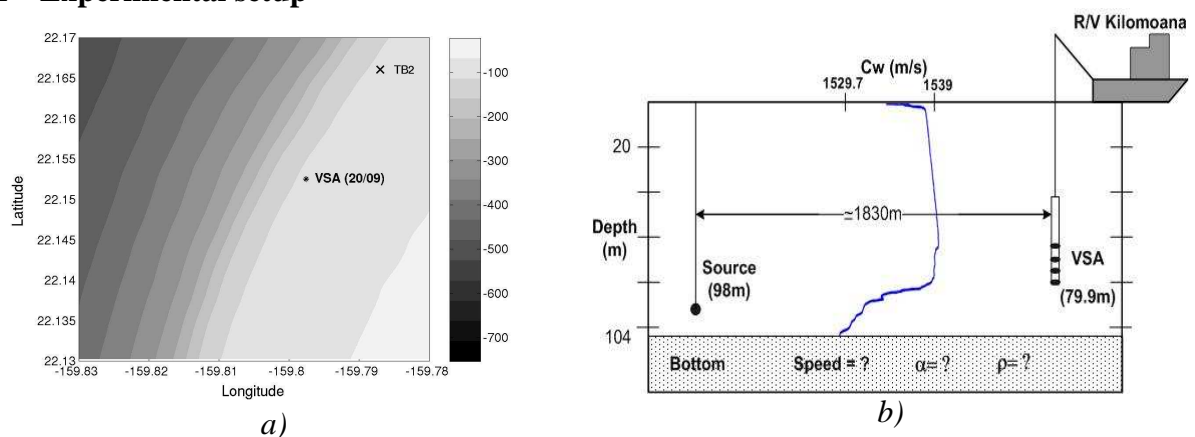 Experimental setup
22.17
22.165
22.16
22.155
22.15
22.145
22.14
22.135
22.13
Latitude
TB2
VSA (20/09)
-159.83
-159.82
-159.81
-159.8
-159.79
-159.78
Longitude
-100
-200
-300
-400
-500
-600
-700
a)
R/V Kilomoana
Cw (m/s)
1529.7
1539
20
≃1830m
Depth
(m)
Source
(98m)
VSA
(79.9m)
104
Bottom
Speed = ?
α= ?
ρ= ?
b)